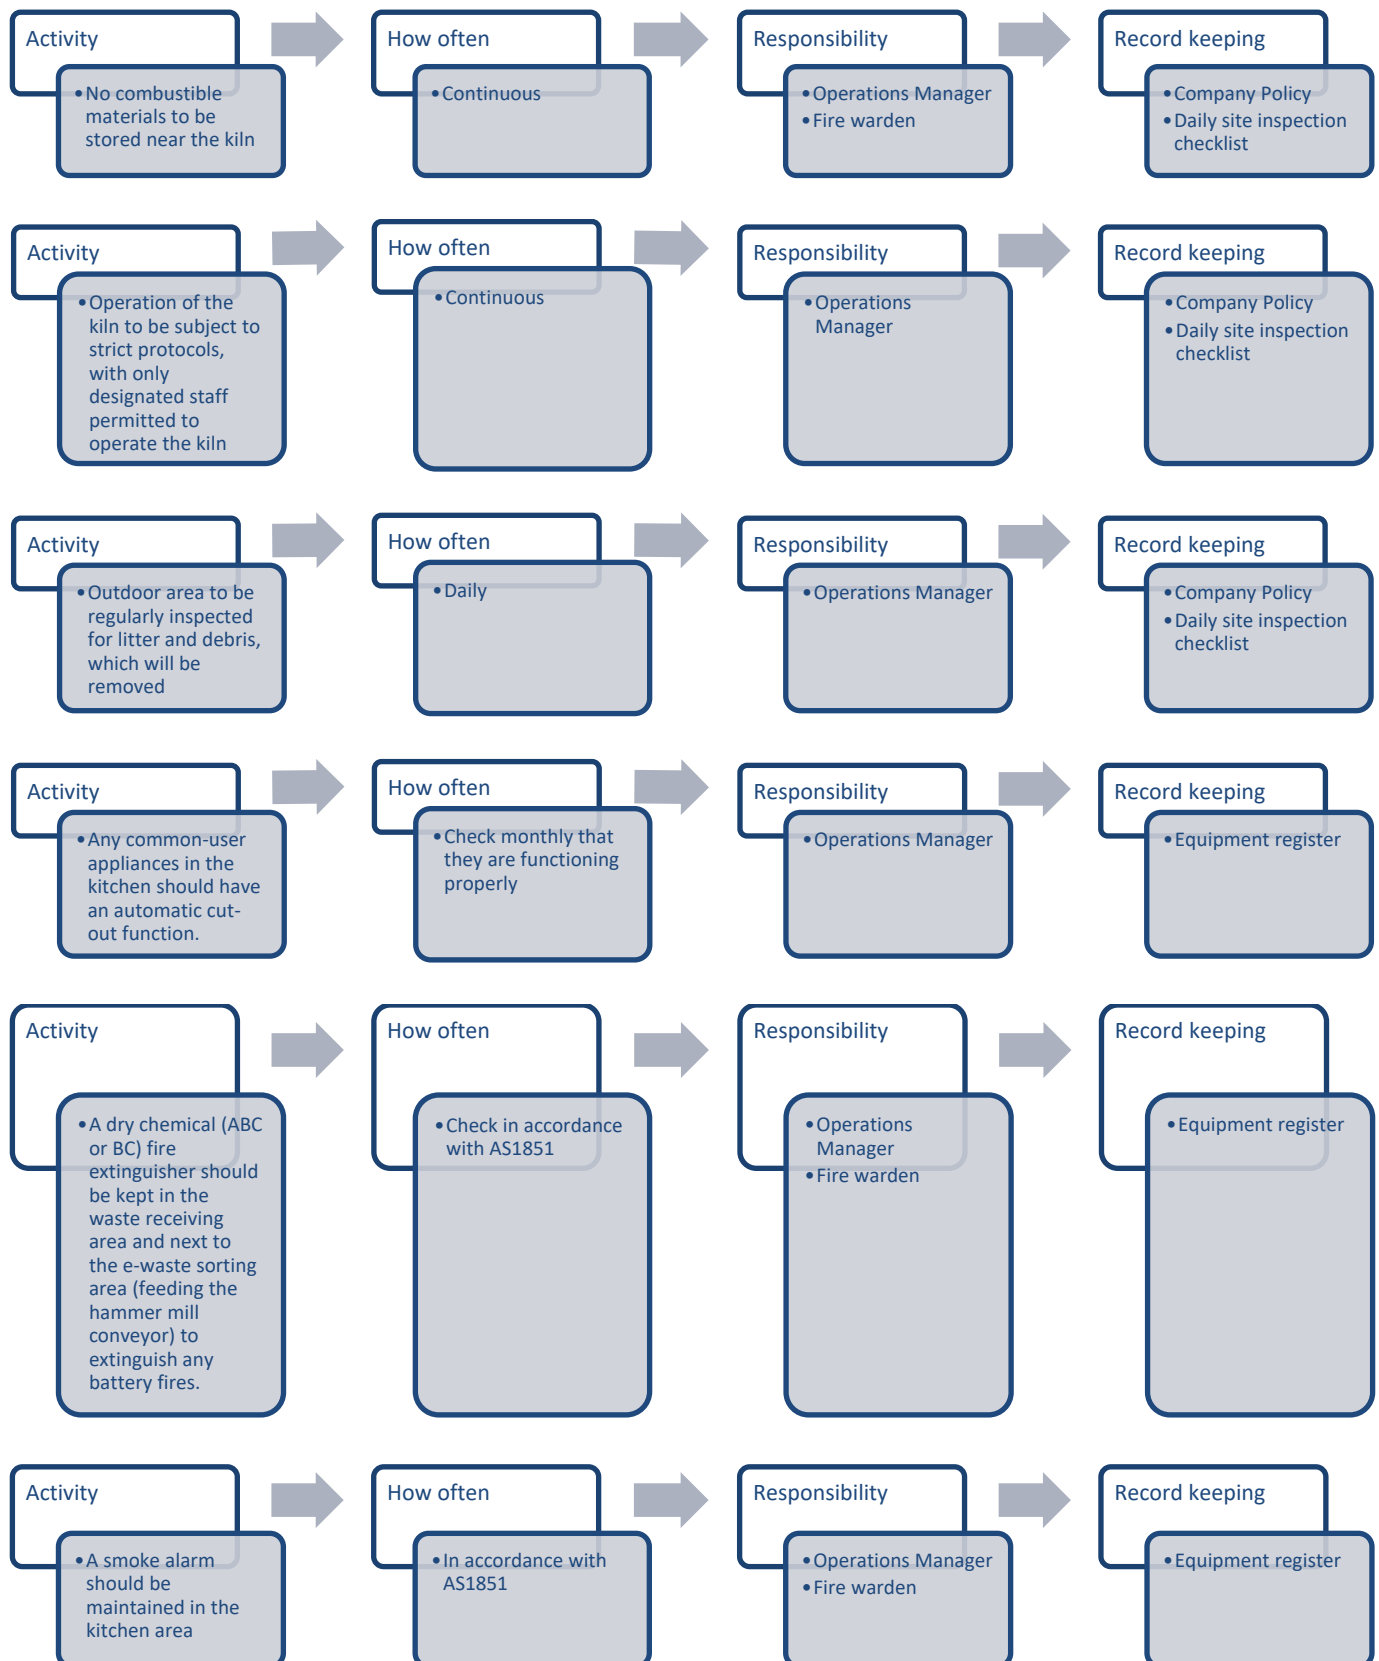 Activity
• No combustible
materials to be
stored near the kiln
How often
• Continuous
Responsibility
• Operations Manager
• Fire warden
Record keeping
• Company Policy
• Daily site inspection
checklist
Activity
• Operation of the
kiln to be subject to
strict protocols,
with only
designated staff
permitted to
operate the kiln
How often
• Continuous
Responsibility
• Operations
Manager
Record keeping
• Company Policy
• Daily site inspection
checklist
Activity
• Outdoor area to be
regularly inspected
for litter and debris,
which will be
removed
How often
• Daily
Responsibility
• Operations Manager
Record keeping
• Company Policy
• Daily site inspection
checklist
Activity
• Any common-user
appliances in the
kitchen should have
an automatic cut-
out function.
How often
• Check monthly that
they are functioning
properly
Responsibility
• Operations Manager
Record keeping
• Equipment register
Activity
• A dry chemical (ABC
or BC) fire
extinguisher should
be kept in the
waste receiving
area and next to
the e-waste sorting
area (feeding the
hammer mill
conveyor) to
extinguish any
battery fires.
How often
• Check in accordance
with AS1851
Responsibility
• Operations
Manager
• Fire warden
Record keeping
• Equipment register
Activity
• A smoke alarm
should be
maintained in the
kitchen area
How often
• In accordance with
AS1851
Responsibility
• Operations Manager
• Fire warden
Record keeping
• Equipment register